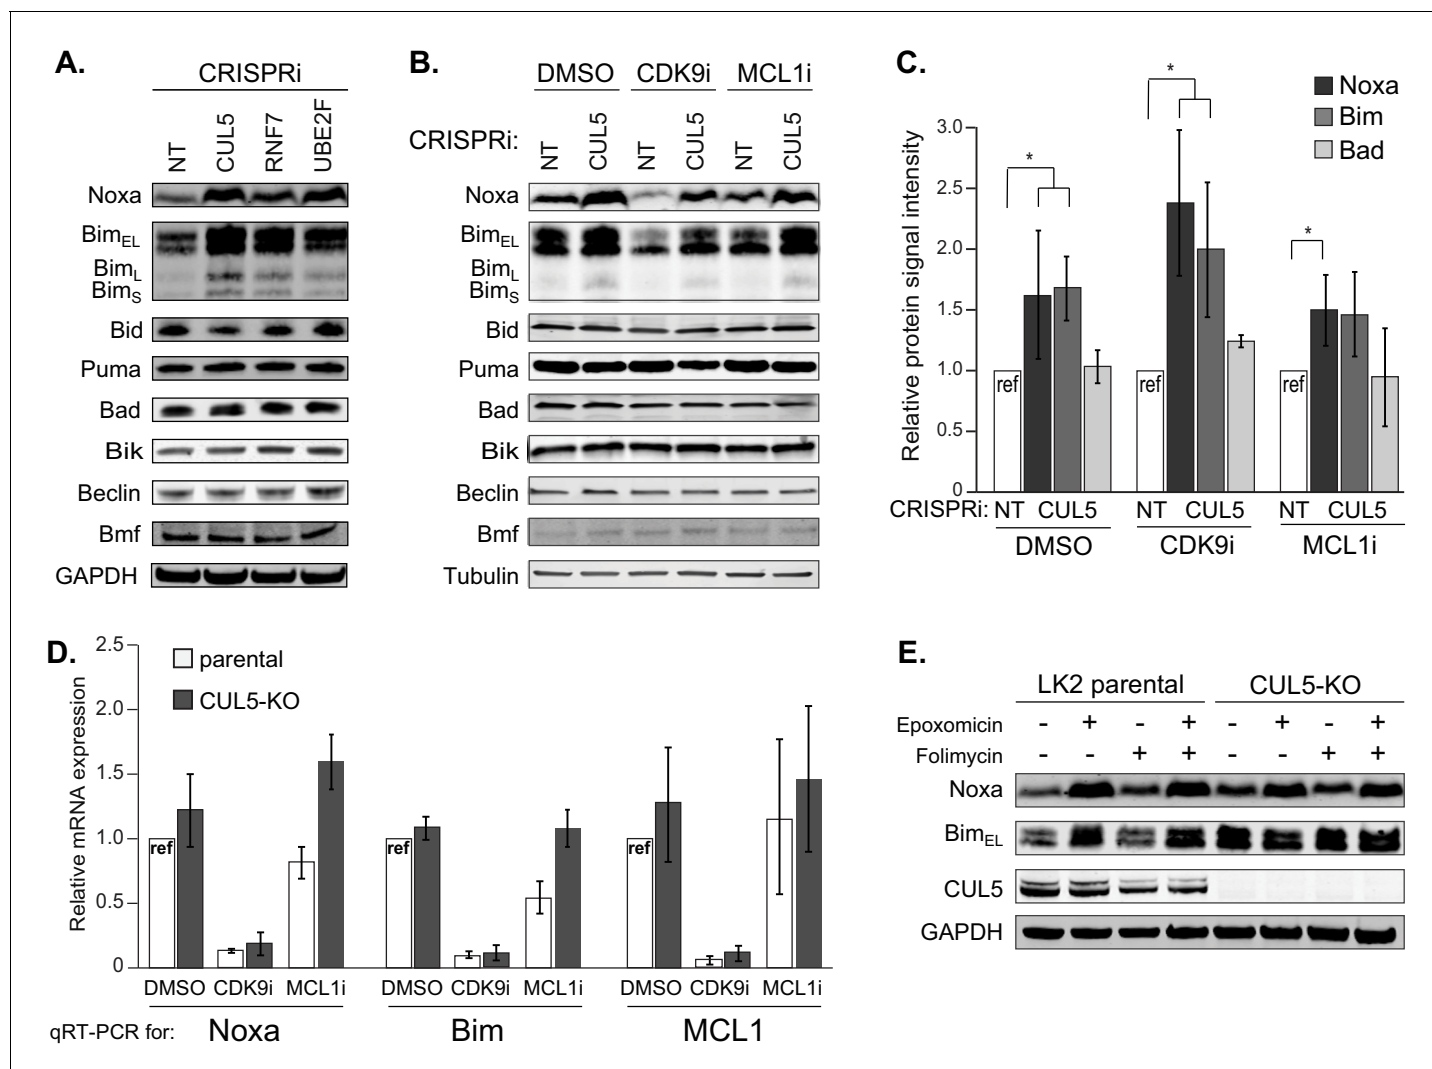 A.
CRISPRi
NT CUL5 RNF7 UBE2F
Noxa
BimEL
BimL
BimS
Bid
Puma
Bad
Bik
Beclin
Bmf
GAPDH
B.
DMSO CDK9i MCL1i
CRISPRi: NT CUL5 NT CUL5 NT CUL5
Noxa
BimEL
BimL
BimS
Bid
Puma
Bad
Bik
Beclin
Bmf
Tubulin
C.
Noxa
Bim
Bad
* * *
Relative protein signal intensity
3.0
2.5
2.0
1.5
1.0
0.5
0
ref ref ref
CRISPRi: NT CUL5 NT CUL5 NT CUL5
DMSO CDK9i MCL1i
D.
parental
CUL5-KO
Relative mRNA expression
2.5
2.0
1.5
1.0
0.5
0
ref ref ref
DMSO CDK9i MCL1i DMSO CDK9i MCL1i DMSO CDK9i MCL1i
qRT-PCR for: Noxa Bim MCL1
E.
LK2 parental CUL5-KO
Epoxomicin - + - + - + - +
Folimycin - - + + - - + +
Noxa
BimEL
CUL5
GAPDH